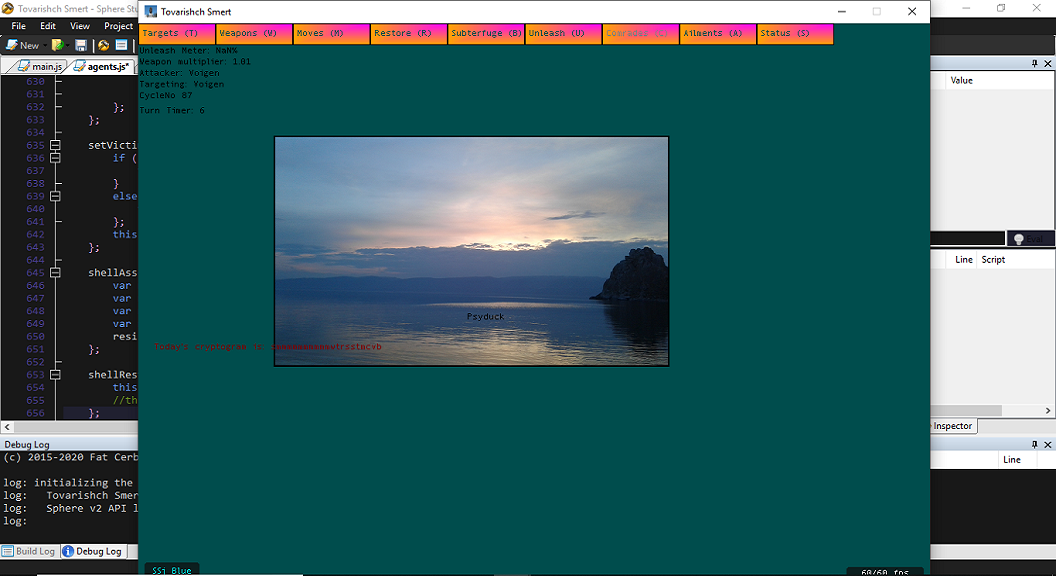 Tovarishch Smert - Sphere Stu
Tovarishch Smert
File Edit View Project
New
main.js agents.js*
Targets (T) Weapons (W) Moves (M) Restore (R) Subterfuge (B) Unleash (U) Comrades (C) Ailments (A) Status (S)
Unleash Meter: NaN%
Weapon multiplier: 1.01
Attacker: Voigen
Targeting: Voigen
CycleNo 87
Turn Timer: 6
630
631
632 };
633 };
634
635 setVicti
636 if (
637
638 }
639 else
640
641 };
642 this
643 };
644
645 shellAss
646 var
647 var
648 var
649 var
650 resi
651 };
652
653 shellRes
654 this
655 //th
656 };
Psyduck
Today's cryptogram is
Value
Line Script
Inspector
Line
Debug Log
(c) 2015-2020 Fat Cerb
log: initializing the
log: Tovarishch Smer
log: Sphere v2 API l
log:
Build Log Debug Log
SSj Blue
60/60 fps